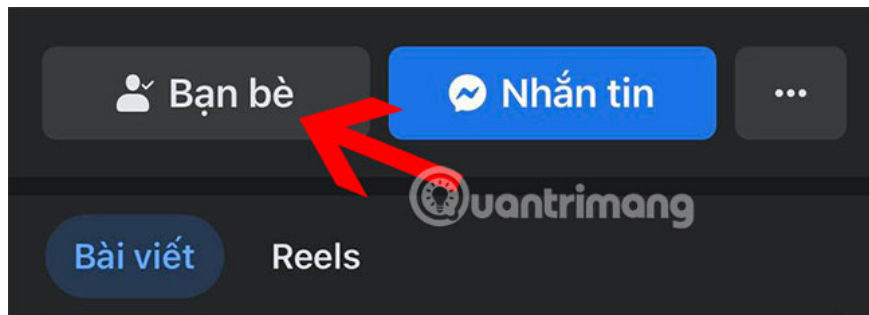 Bạn bè
Nhắn tin
Quantrimang
Bài viết
Reels